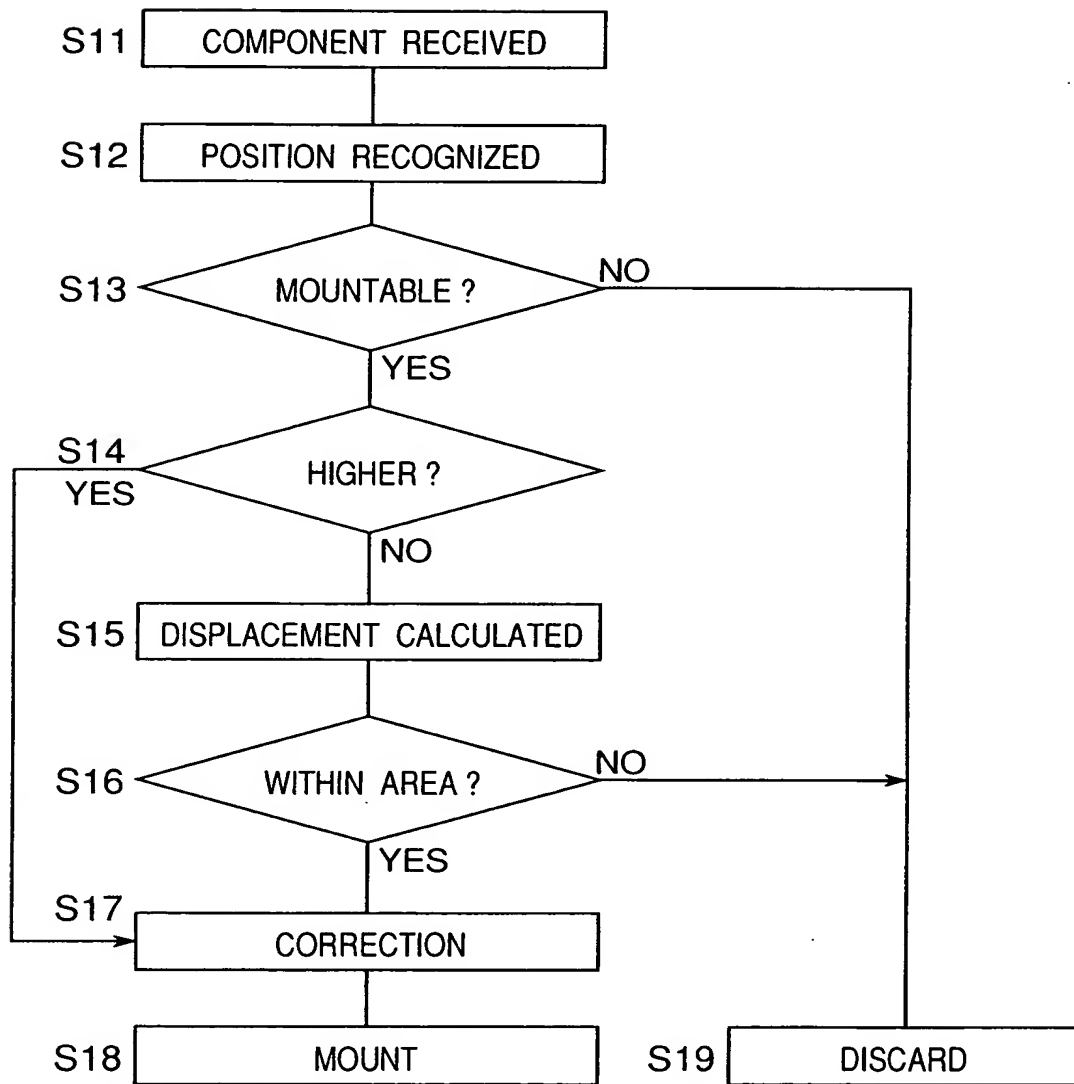 S11 COMPONENT RECEIVED
S12 POSITION RECOGNIZED
S13 MOUNTABLE ? NO
YES
S14 HIGHER ?
YES
NO
S15 DISPLACEMENT CALCULATED
S16 WITHIN AREA ? NO
YES
S17 CORRECTION
S18 MOUNT
S19 DISCARD